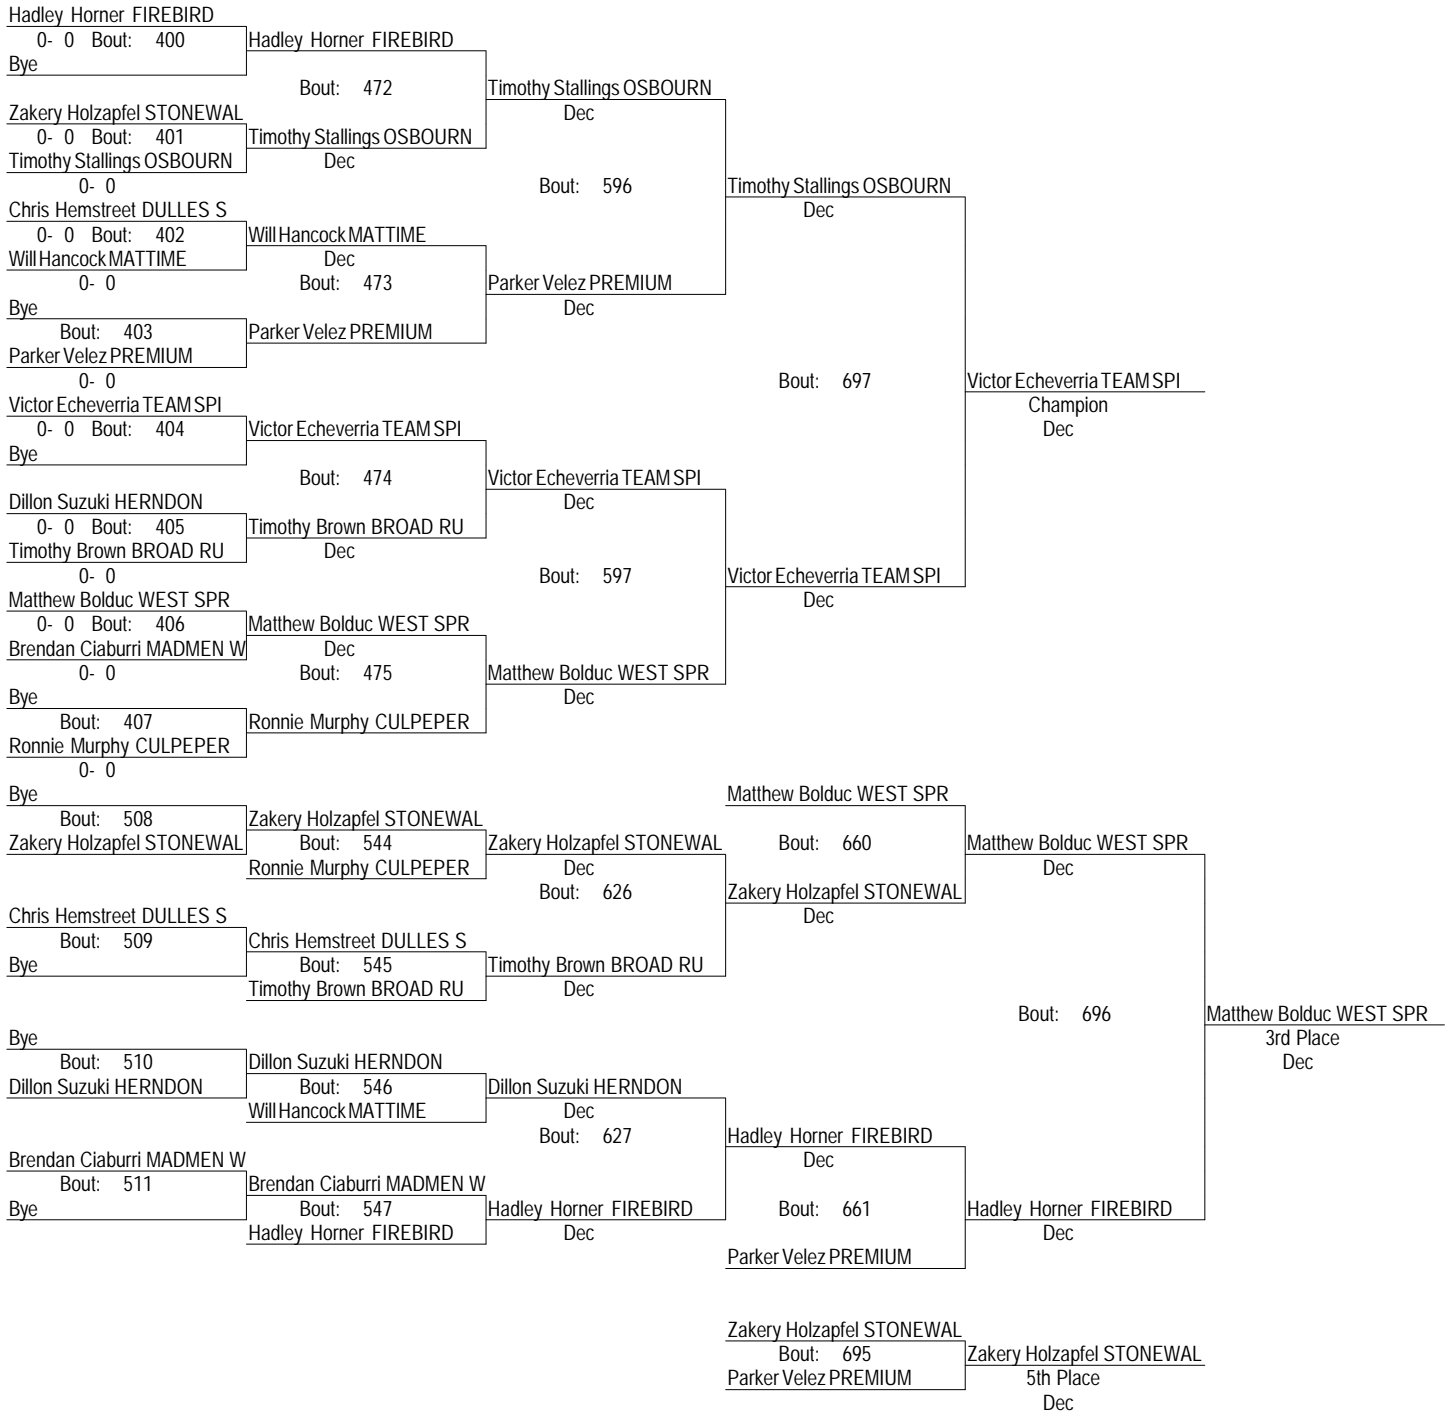 Hadley Horner FIREBIRD
0- 0 Bout: 400
Hadley Horner FIREBIRD
Bye
Bout: 472
Timothy Stallings OSBOURN
Dec
Zakery Holzapfel STONEWAL
0- 0 Bout: 401
Timothy Stallings OSBOURN
Timothy Stallings OSBOURN
Dec
0- 0
Bout: 596
Timothy Stallings OSBOURN
Dec
Chris Hemstreet DULLES S
0- 0 Bout: 402
Will Hancock MATTIME
Will Hancock MATTIME
Dec
0- 0
Bout: 473
Parker Velez PREMIUM
Dec
Bye
Bout: 403
Parker Velez PREMIUM
Parker Velez PREMIUM
0- 0
Bout: 697
Victor Echeverria TEAM SPI
Champion
Dec
Victor Echeverria TEAM SPI
0- 0 Bout: 404
Victor Echeverria TEAM SPI
Bye
Bout: 474
Victor Echeverria TEAM SPI
Dec
Dillon Suzuki HERNDON
0- 0 Bout: 405
Timothy Brown BROAD RU
Timothy Brown BROAD RU
Dec
0- 0
Bout: 597
Victor Echeverria TEAM SPI
Dec
Matthew Bolduc WEST SPR
0- 0 Bout: 406
Matthew Bolduc WEST SPR
Brendan Ciaburri MADMEN W
Dec
0- 0
Bout: 475
Matthew Bolduc WEST SPR
Dec
Bye
Bout: 407
Ronnie Murphy CULPEPER
Ronnie Murphy CULPEPER
0- 0
Bye
Bout: 508
Zakery Holzapfel STONEWAL
Zakery Holzapfel STONEWAL
Bout: 544
Ronnie Murphy CULPEPER
Zakery Holzapfel STONEWAL
Dec
Bout: 626
Matthew Bolduc WEST SPR
Bout: 660
Zakery Holzapfel STONEWAL
Dec
Matthew Bolduc WEST SPR
Dec
Chris Hemstreet DULLES S
Bout: 509
Bye
Chris Hemstreet DULLES S
Bout: 545
Timothy Brown BROAD RU
Timothy Brown BROAD RU
Dec
Bout: 696
Matthew Bolduc WEST SPR
3rd Place
Dec
Bye
Bout: 510
Dillon Suzuki HERNDON
Dillon Suzuki HERNDON
Bout: 546
Will Hancock MATTIME
Dillon Suzuki HERNDON
Dec
Bout: 627
Hadley Horner FIREBIRD
Dec
Brendan Ciaburri MADMEN W
Bout: 511
Bye
Brendan Ciaburri MADMEN W
Bout: 547
Hadley Horner FIREBIRD
Hadley Horner FIREBIRD
Dec
Bout: 661
Parker Velez PREMIUM
Hadley Horner FIREBIRD
Dec
Zakery Holzapfel STONEWAL
Bout: 695
Parker Velez PREMIUM
Zakery Holzapfel STONEWAL
5th Place
Dec